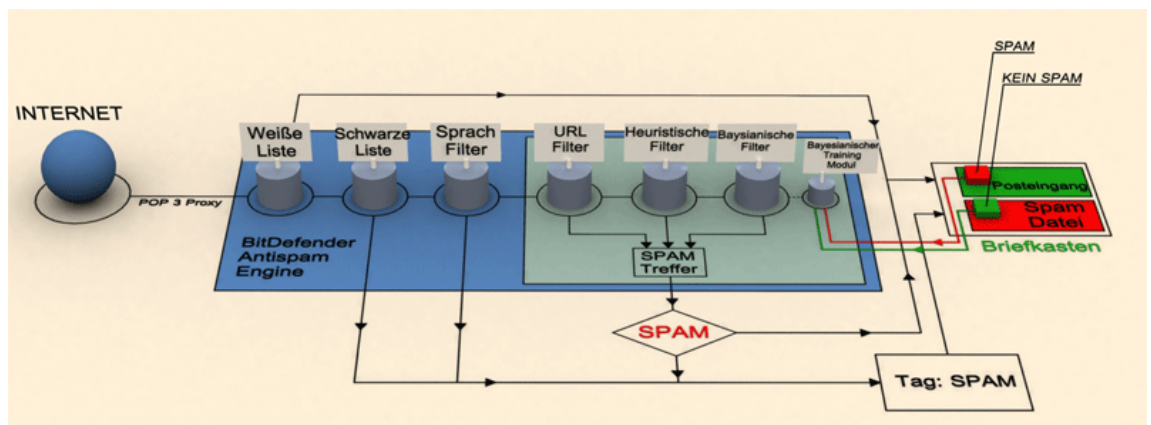 SPAM
KEIN SPAM
INTERNET
Weiße
Liste
Schwarze
Liste
Sprach
Filter
URL
Filter
Heuristische
Filter
Baysianische
Filter
Bayesianischer
Training
Modul
POP 3 Proxy
Posteingang
Spam
Datei
Briefkasten
BitDefender
Antispam
Engine
SPAM
Treffer
SPAM
Tag: SPAM